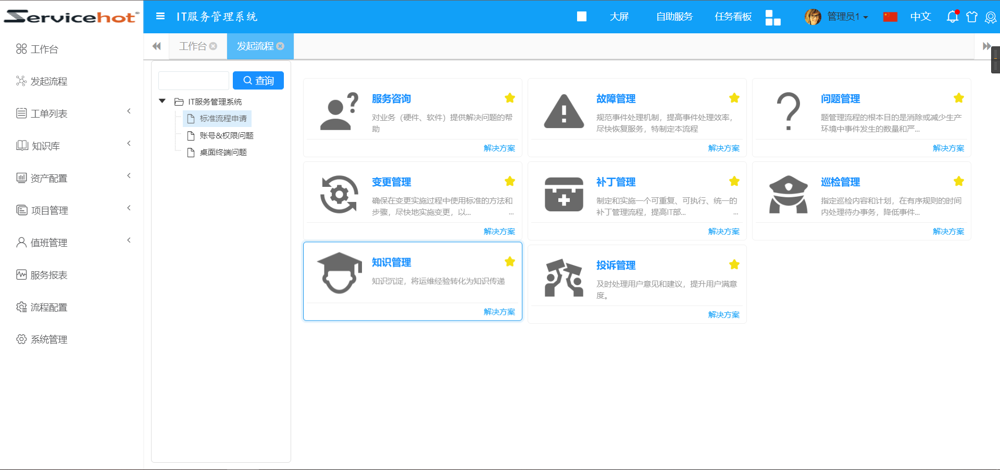 Servicehot®
IT服务管理系统
大屏
自助服务
任务看板
管理员1
中文
工作台
发起流程
工单列表
知识库
资产配置
项目管理
值班管理
服务报表
流程配置
系统管理
工作台
发起流程
查询
IT服务管理系统
标准流程申请
账号&权限问题
桌面终端问题
服务咨询
对业务（硬件、软件）提供解决问题的帮
助
解决方案
故障管理
规范事件处理机制，提高事件处理效率，
尽快恢复服务，特制定本流程
解决方案
问题管理
题管理流程的根本目的是消除或减少生产
环境中事件发生的数量和严...
解决方案
变更管理
确保在变更实施过程中使用标准的方法和
步骤，尽快地实施变更，以... ...
解决方案
补丁管理
制定和实施一个可重复、可执行、统一的
补丁管理流程，提高IT部... ...
解决方案
巡检管理
指定巡检内容和计划，在有序规则的时间
内处理待办事务，降低事件...
解决方案
知识管理
知识沉淀，将运维经验转化为知识传递
解决方案
投诉管理
及时处理用户意见和建议，提升用户满意
度。
解决方案